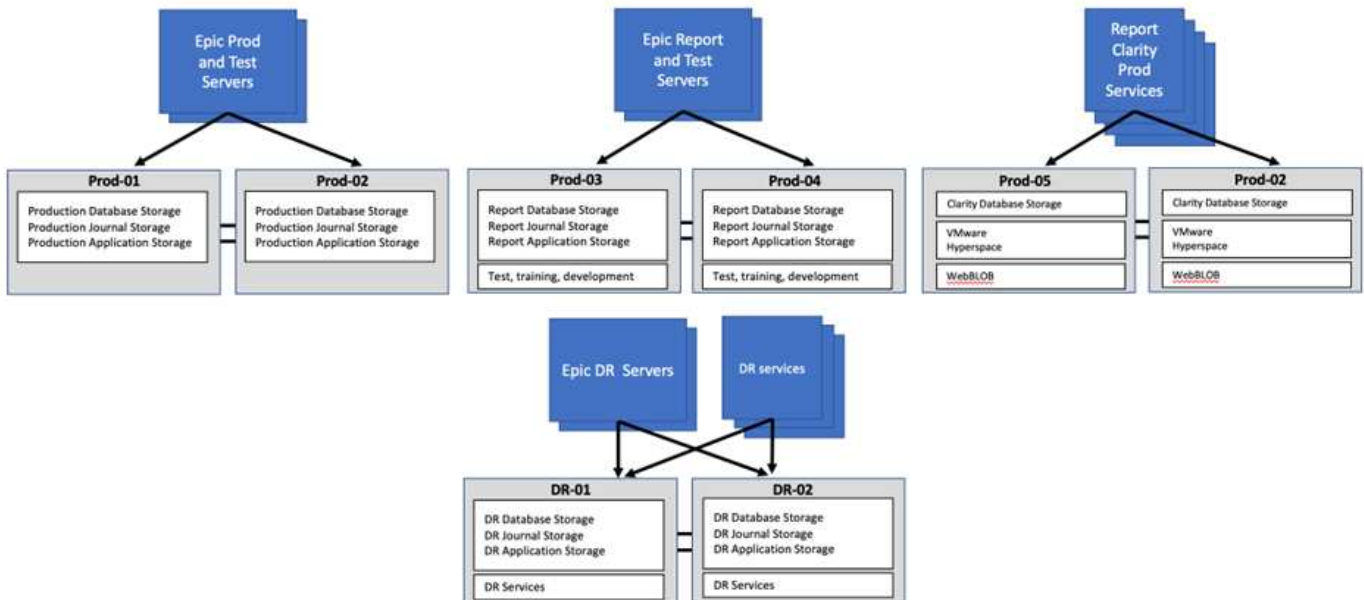 Epic Prod
and Test
Servers
Epic Report
and Test
Servers
Report
Clarity
Prod
Services
Prod-01
Production Database Storage
Production Journal Storage
Production Application Storage
Prod-02
Production Database Storage
Production Journal Storage
Production Application Storage
Prod-03
Report Database Storage
Report Journal Storage
Report Application Storage
Test, training, development
Prod-04
Report Database Storage
Report Journal Storage
Report Application Storage
Test, training, development
Prod-05
Clarity Database Storage
VMware
Hyperspace
WebBLOB
Prod-02
Clarity Database Storage
VMware
Hyperspace
WebBLOB
Epic DR Servers
DR services
DR-01
DR Database Storage
DR Journal Storage
DR Application Storage
DR Services
DR-02
DR Database Storage
DR Journal Storage
DR Application Storage
DR Services